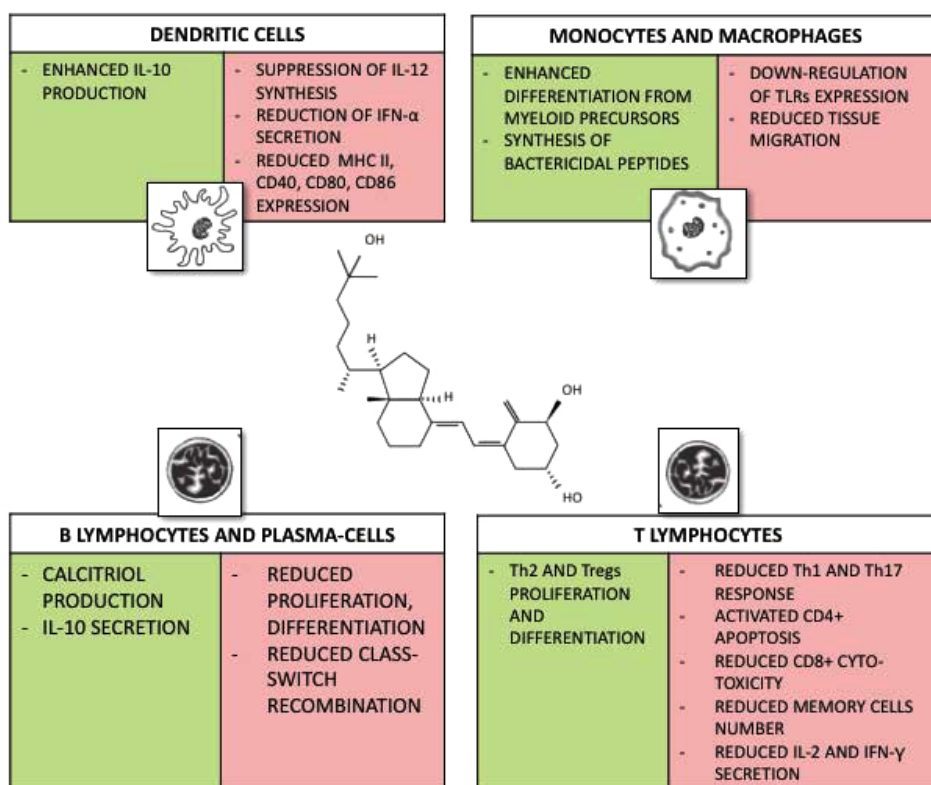 DENDRITIC CELLS
- ENHANCED IL-10
PRODUCTION
- SUPPRESSION OF IL-12
SYNTHESIS
- REDUCTION OF IFN-α
SECRETION
- REDUCED MHC II,
CD40, CD80, CD86
EXPRESSION
MONOCYTES AND MACROPHAGES
- ENHANCED
DIFFERENTIATION FROM
MYELOID PRECURSORS
- SYNTHESIS OF
BACTERICIDAL PEPTIDES
- DOWN-REGULATION
OF TLRs EXPRESSION
- REDUCED TISSUE
MIGRATION
OH
H
H
OH
HO
B LYMPHOCYTES AND PLASMA-CELLS
- CALCITRIOL
PRODUCTION
- IL-10 SECRETION
- REDUCED
PROLIFERATION,
DIFFERENTIATION
- REDUCED CLASS-
SWITCH
RECOMBINATION
T LYMPHOCYTES
- Th2 AND Tregs
PROLIFERATION
AND
DIFFERENTIATION
- REDUCED Th1 AND Th17
RESPONSE
- ACTIVATED CD4+
APOPTOSIS
- REDUCED CD8+ CYTO-
TOXICITY
- REDUCED MEMORY CELLS
NUMBER
- REDUCED IL-2 AND IFN-γ
SECRETION